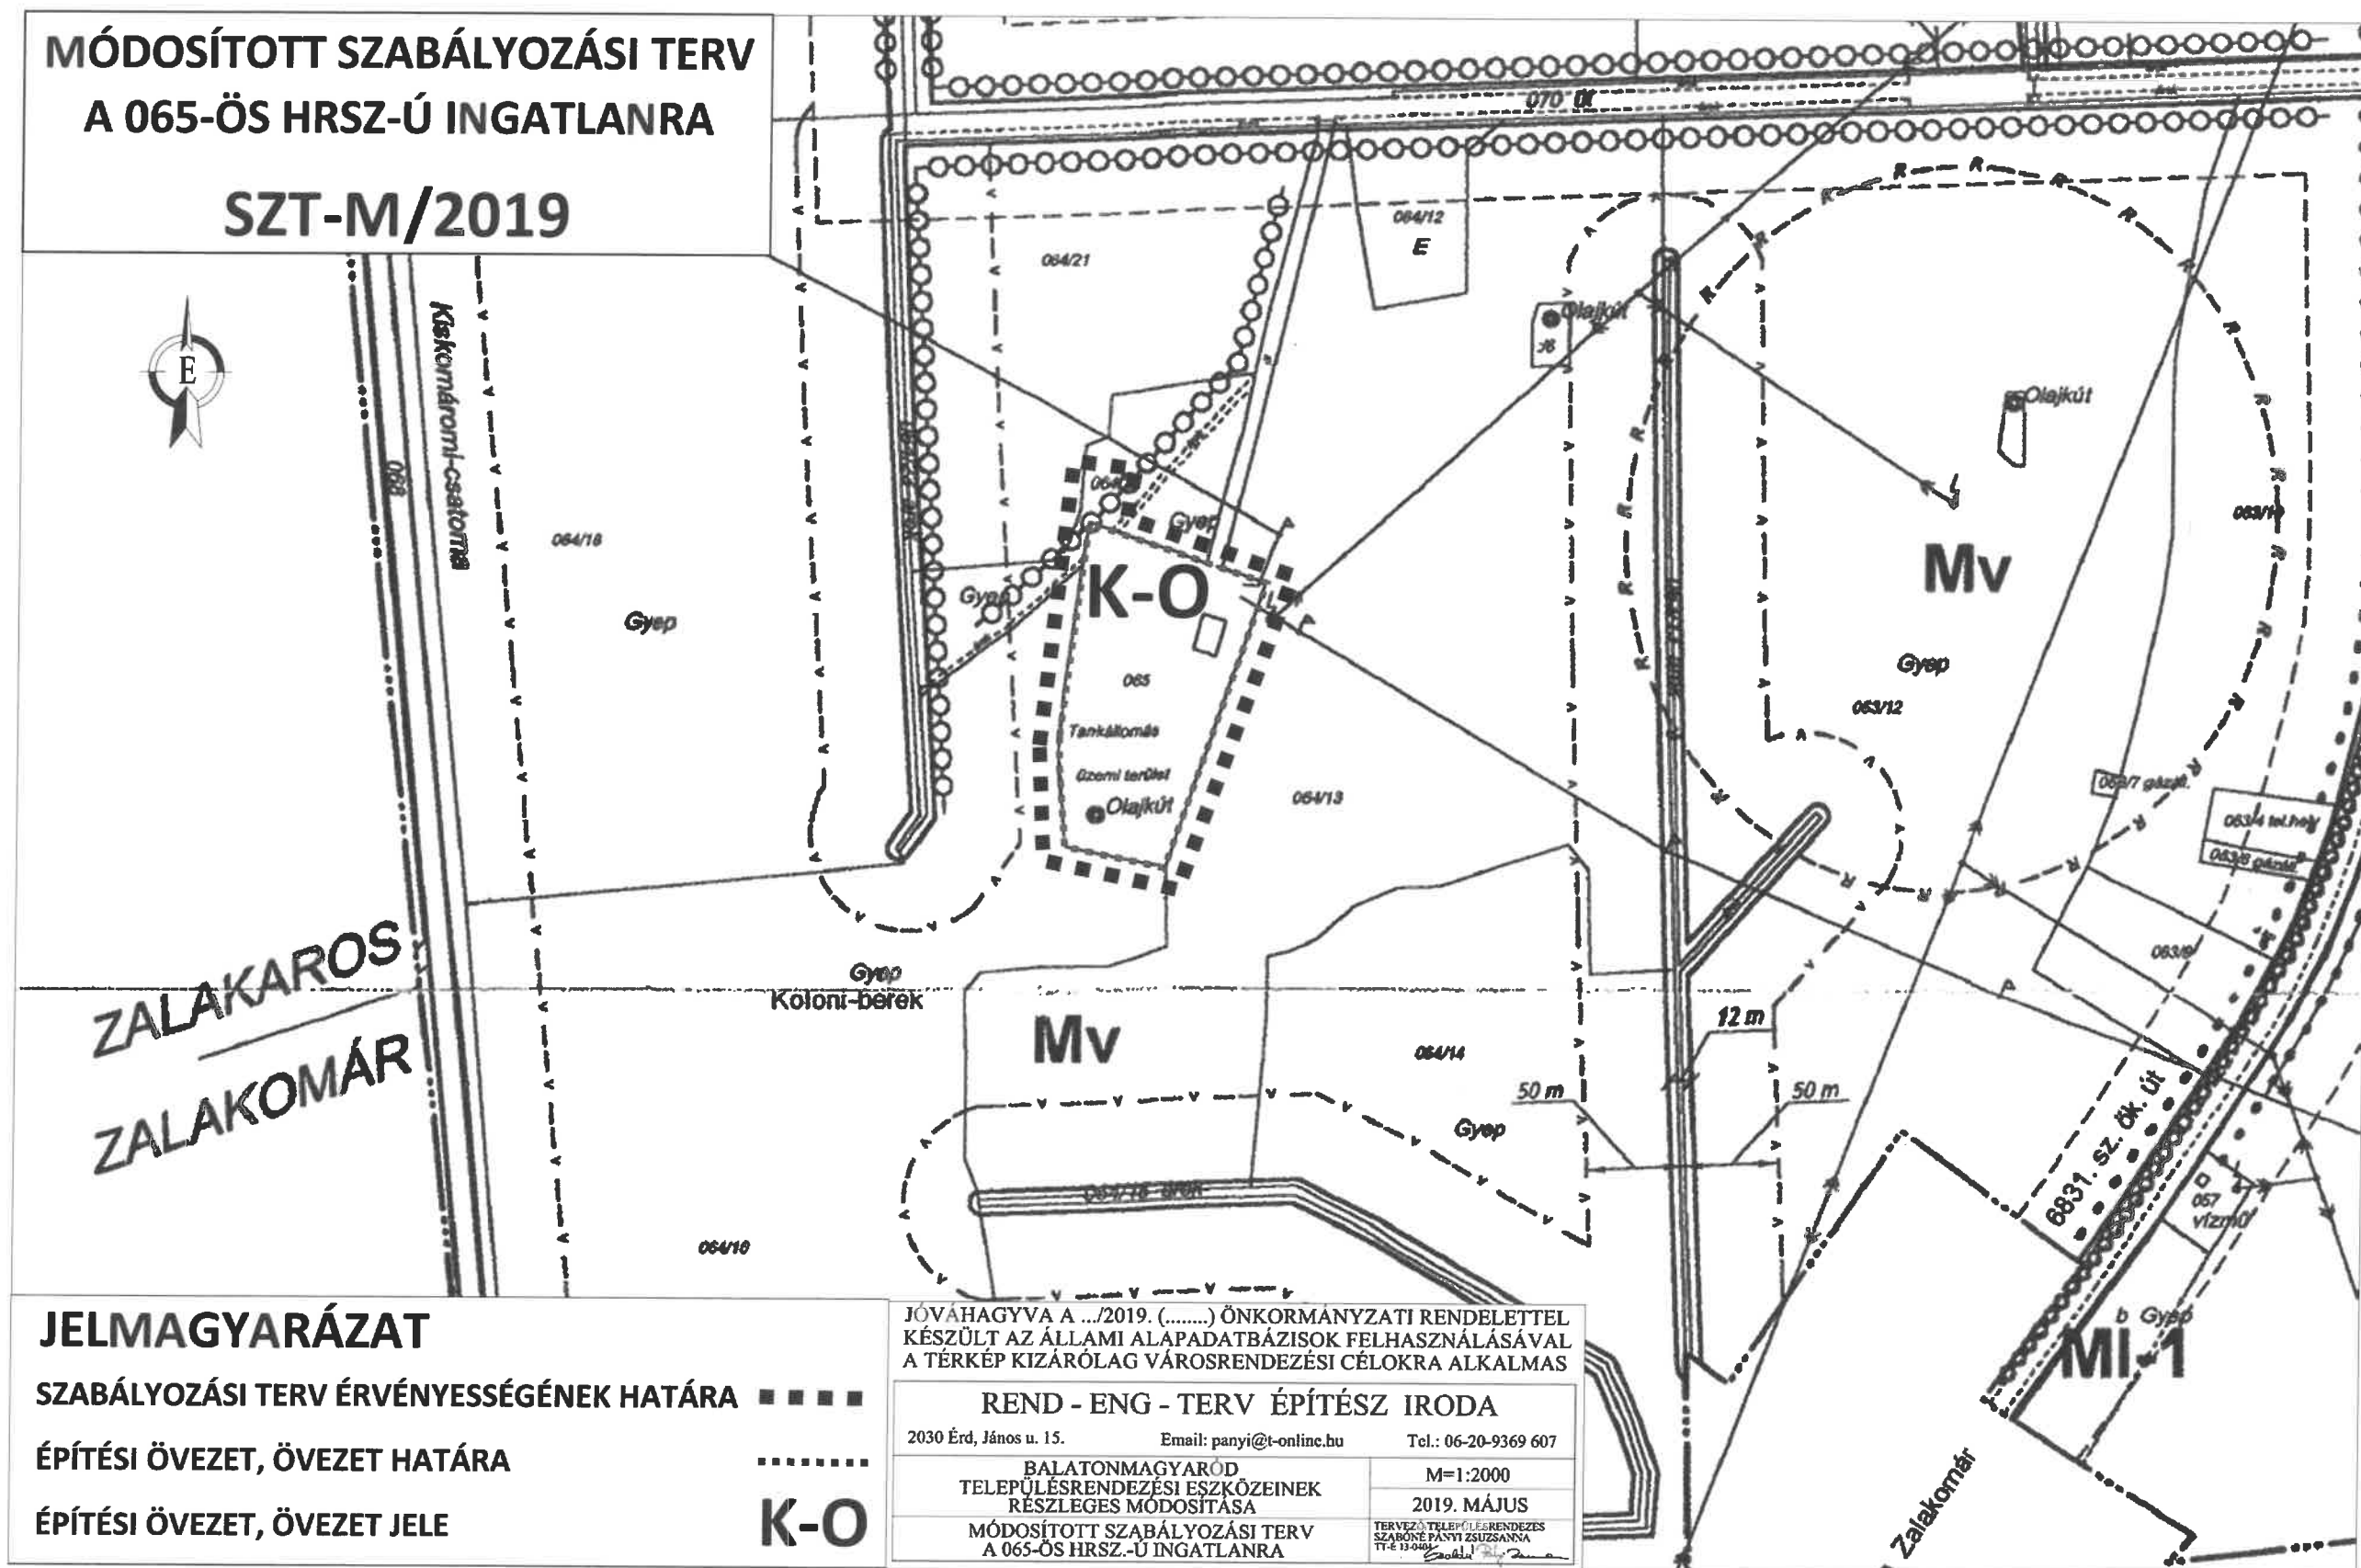 MÓDOSÍTOTT SZABÁLYOZÁSI TERV
A 065-ÖS HRSZ-Ú INGATLANRA
SZT-M/2019
E
068
Kiskomáromi-csatorna
064/18
Gyep
064/21
070 út
064/12
E
Olajkút
Olajkút
Gyep
Gyep
K-O
065
Tankállomás
üzemi terület
Olajkút
064/13
Mv
Gyep
063/12
063/7 gázát.
063/4 tel.hely
063/6 gázát.
063/9
ZALAKAROS
ZALAKOMÁR
Gyep
Koloni-berek
Mv
064/14
12 m
50 m
50 m
Gyep
6831. sz. ök. út
057
vízmű
064/16
b Gyep
Ml-1
Zalakomár
JELMAGYARÁZAT
SZABÁLYOZÁSI TERV ÉRVÉNYESSÉGÉNEK HATÁRA
ÉPÍTÉSI ÖVEZET, ÖVEZET HATÁRA
ÉPÍTÉSI ÖVEZET, ÖVEZET JELE K-O
JÓVÁHAGYVA A .../2019. (........) ÖNKORMÁNYZATI RENDELETTEL
KÉSZÜLT AZ ÁLLAMI ALAPADATBÁZISOK FELHASZNÁLÁSÁVAL
A TÉRKÉP KIZÁRÓLAG VÁROSRENDEZÉSI CÉLOKRA ALKALMAS
REND - ENG - TERV ÉPÍTÉSZ IRODA
2030 Érd, János u. 15. Email: panyi@t-online.hu Tel.: 06-20-9369 607
BALATONMAGYARÓD
TELEPÜLÉSRENDEZÉSI ESZKÖZEINEK
RÉSZLEGES MÓDOSÍTÁSA
M=1:2000
2019. MÁJUS
MÓDOSÍTOTT SZABÁLYOZÁSI TERV
A 065-ÖS HRSZ.-Ú INGATLANRA
TERVEZŐ TELEPÜLÉSRENDEZÉS
SZABÓNÉ PÁNYI ZSUZSANNA